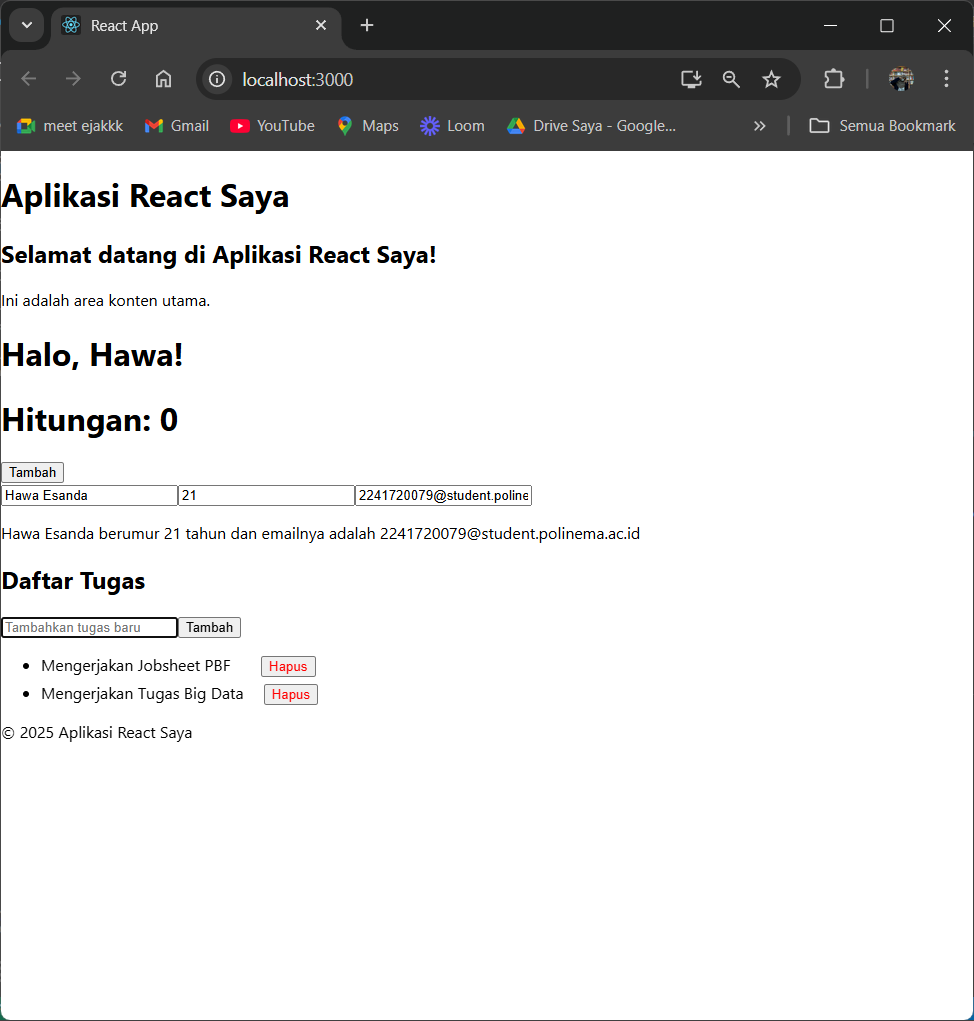 React App
localhost:3000
meet ejakkk Gmail YouTube Maps Loom Drive Saya - Google... Semua Bookmark
Aplikasi React Saya
Selamat datang di Aplikasi React Saya!
Ini adalah area konten utama.
Halo, Hawa!
Hitungan: 0
Tambah
Hawa Esanda 21 2241720079@student.poline
Hawa Esanda berumur 21 tahun dan emailnya adalah 2241720079@student.polinema.ac.id
Daftar Tugas
Tambahkan tugas baru Tambah
Mengerjakan Jobsheet PBF Hapus
Mengerjakan Tugas Big Data Hapus
© 2025 Aplikasi React Saya